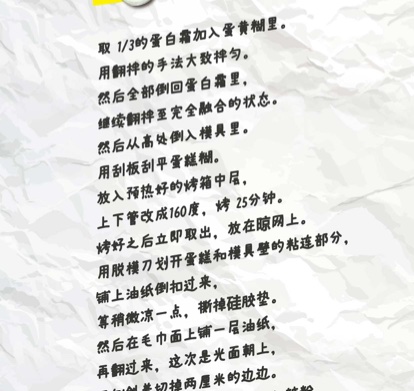 取 1/3的蛋白霜加入蛋黄糊里。
用翻拌的手法大致拌匀。
然后全部倒回蛋白霜里，
继续翻拌至完全融合的状态。
然后从高处倒入模具里。
用刮板刮平蛋糕糊。
放入预热好的烤箱中层，
上下管改成160度，烤 25分钟。
烤好之后立即取出，放在晾网上。
用脱模刀划开蛋糕和模具壁的粘连部分，
铺上油纸倒扣过来，
等稍微凉一点，撕掉硅胶垫。
然后在毛巾面上铺一层油纸，
再翻过来，这次是光面朝上，
切掉两厘米的边边。